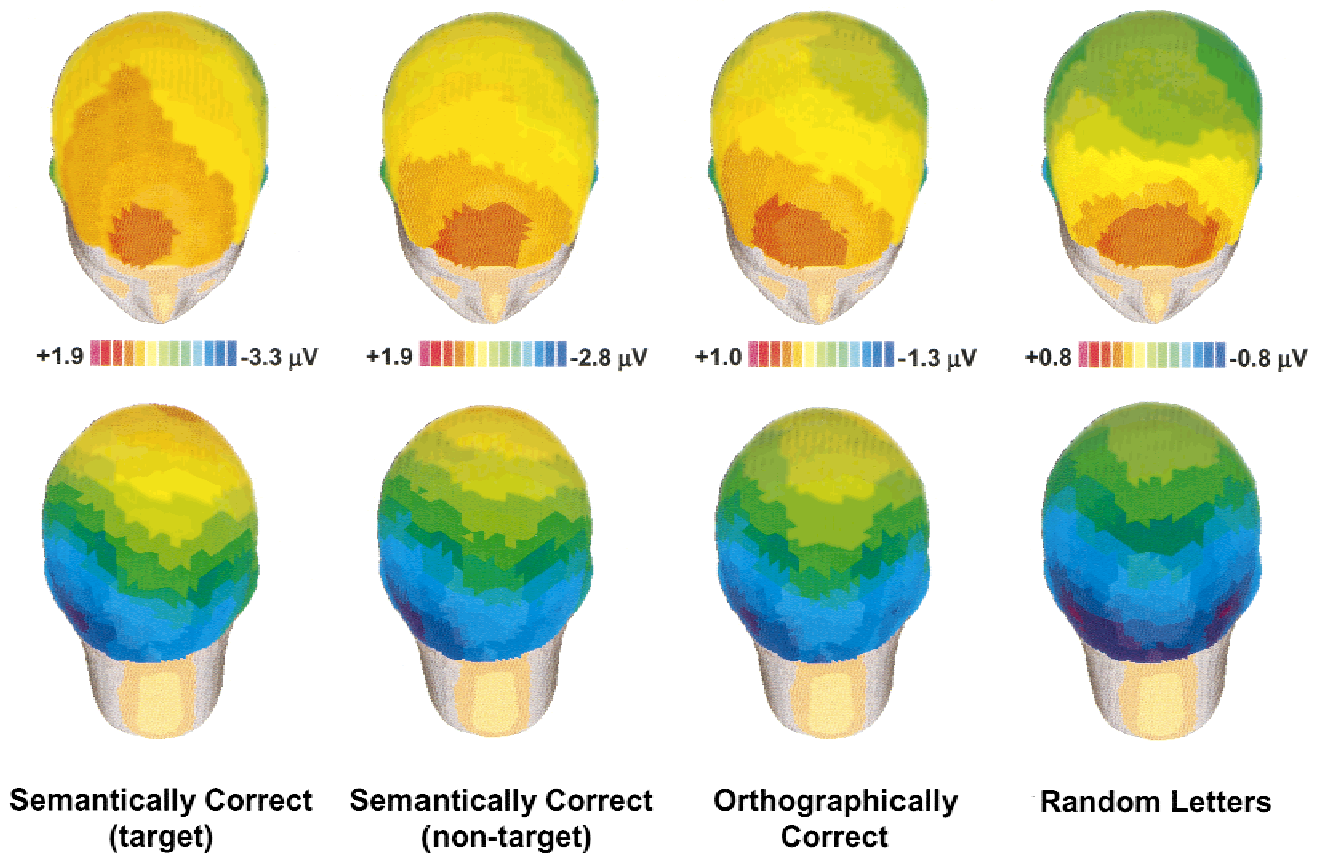 +1.9 -3.3 μV
+1.9 -2.8 μV
+1.0 -1.3 μV
+0.8 -0.8 μV
Semantically Correct
(target)
Semantically Correct
(non-target)
Orthographically
Correct
Random Letters